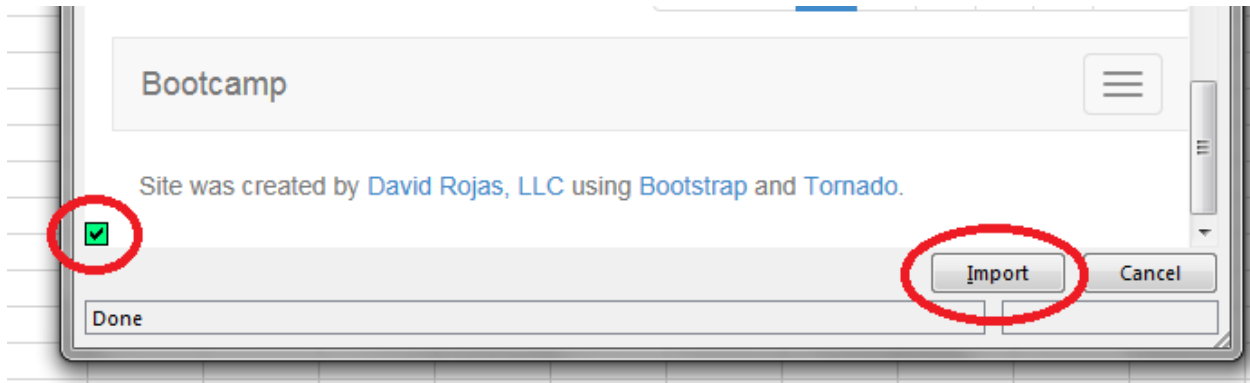 Bootcamp
Site was created by David Rojas, LLC using Bootstrap and Tornado.
Import Cancel
Done